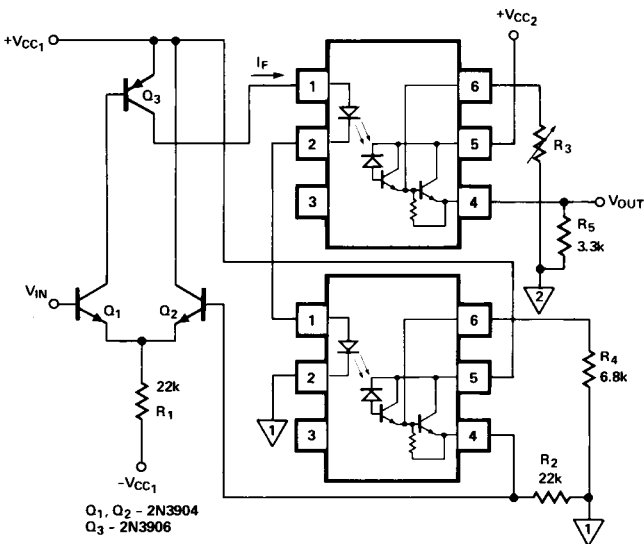 +VCC1
+VCC2
IF
Q3
1
2
3
6
5
4
R3
VOUT
R5
3.3k
2
VIN
Q1
Q2
1
2
3
6
5
4
R4
6.8k
22k
R1
1
R2
22k
1
−VCC1
Q1, Q2 - 2N3904
Q3 - 2N3906